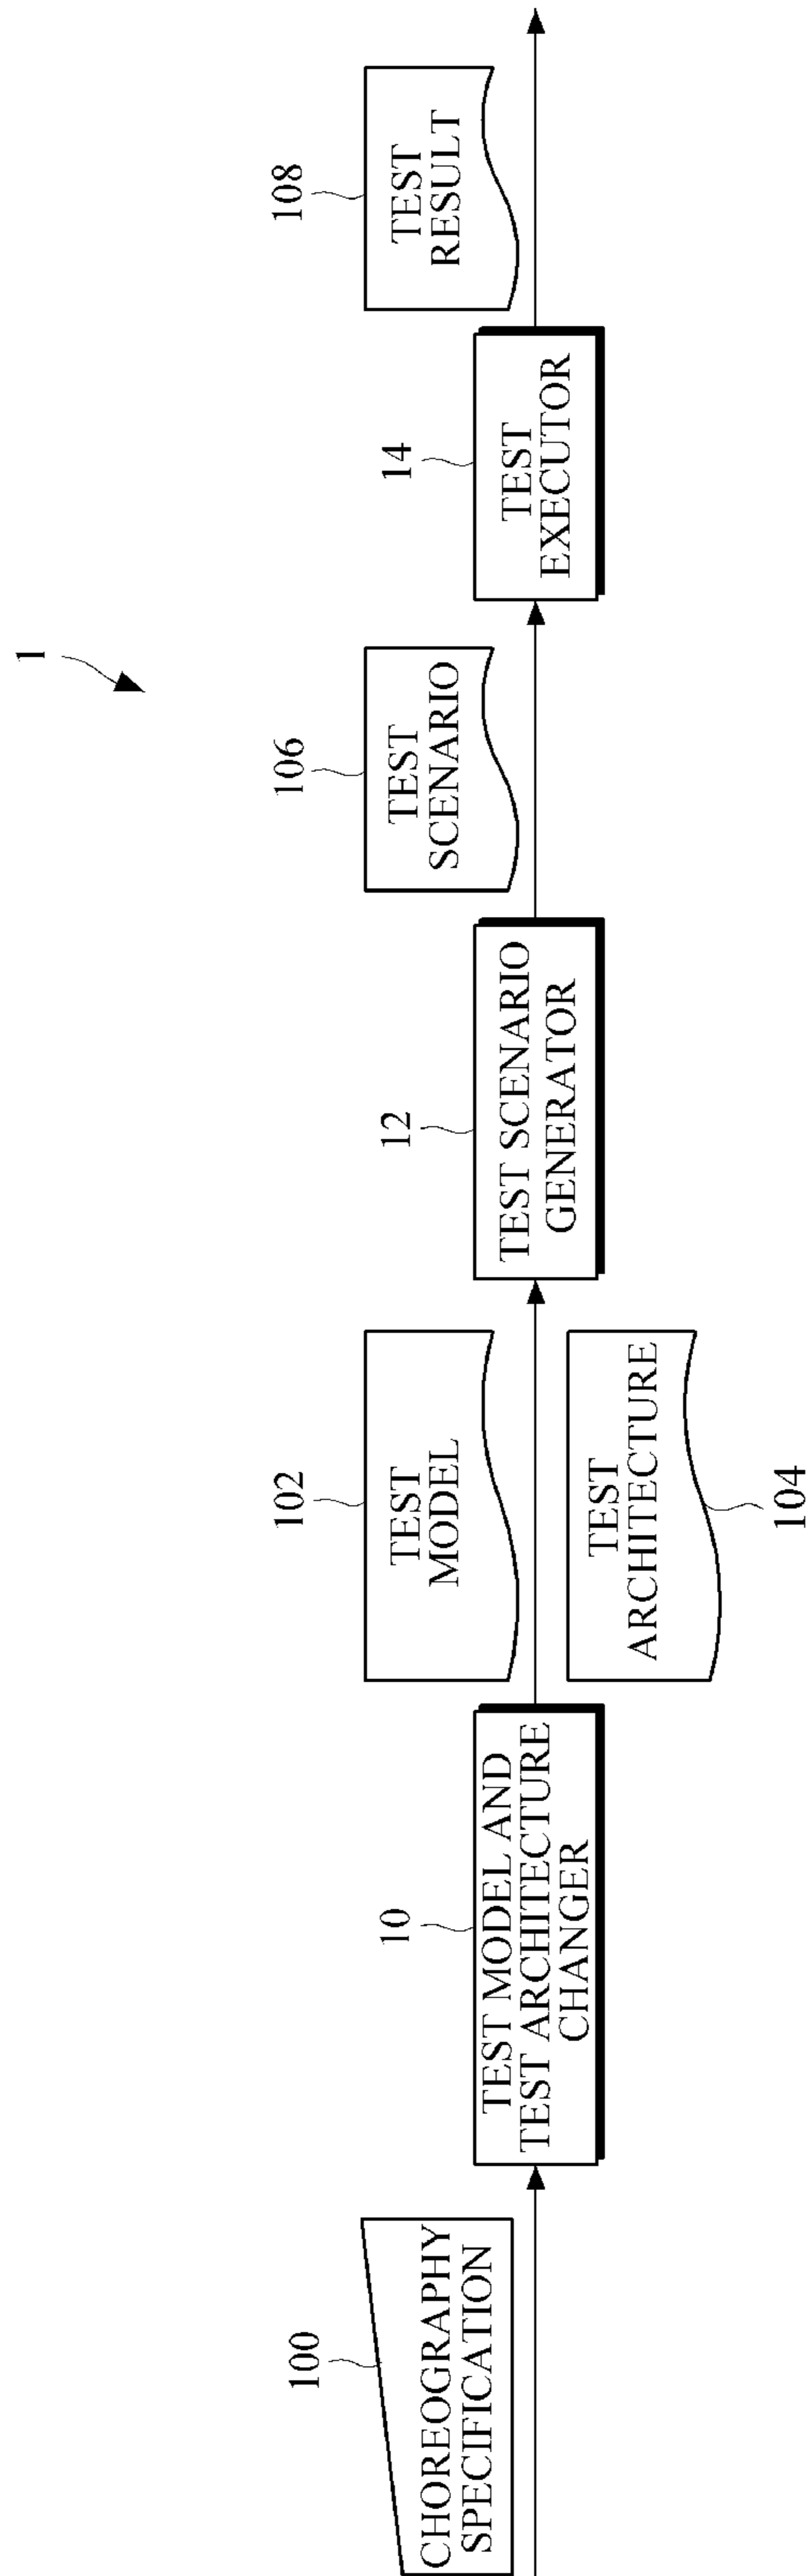 1
100
CHOREOGRAPHY
SPECIFICATION
10
TEST MODEL AND
TEST ARCHITECTURE
CHANGER
102
TEST
MODEL
TEST
ARCHITECTURE
104
12
TEST SCENARIO
GENERATOR
106
TEST
SCENARIO
14
TEST
EXECUTOR
108
TEST
RESULT